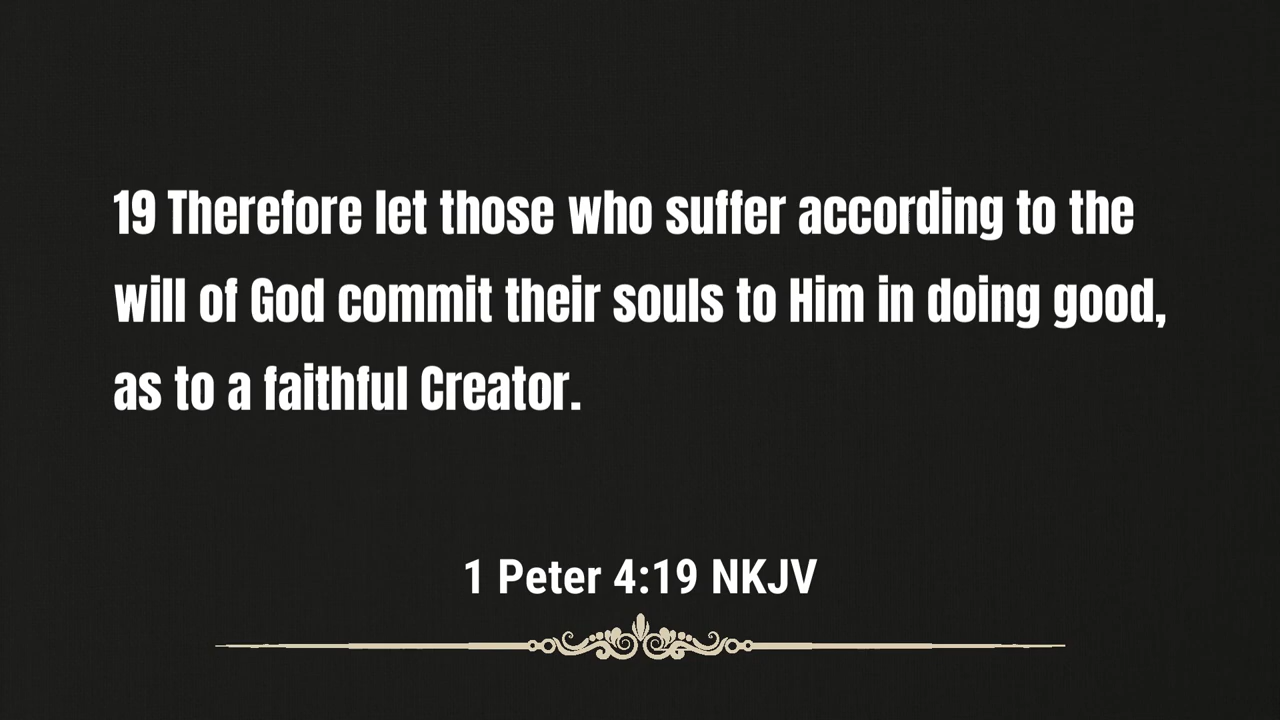 19 Therefore let those who suffer according to the
will of God commit their souls to Him in doing good,
as to a faithful Creator.
1 Peter 4:19 NKJV